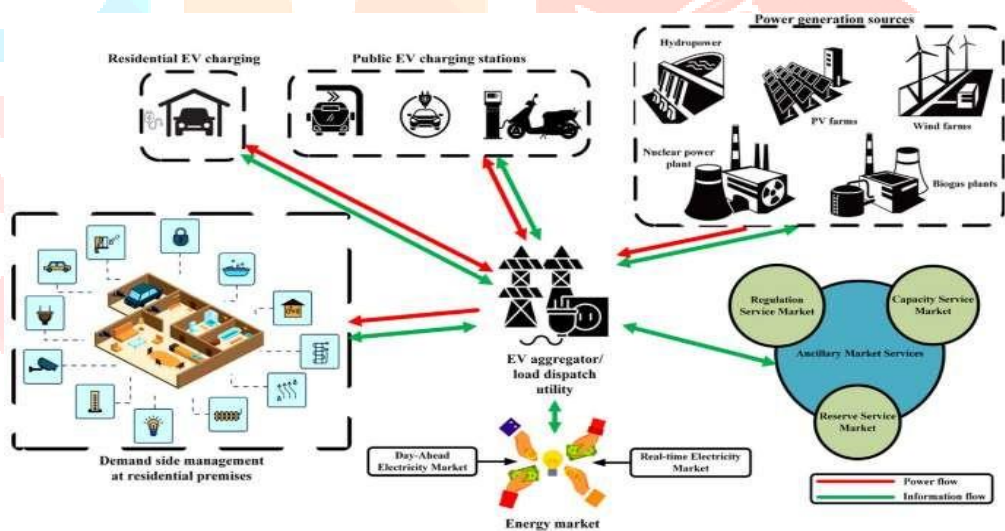 Power generation sources
Hydropower
PV farms
Wind farms
Nuclear power
plant
Biogas plants
Residential EV charging
Public EV charging stations
EV aggregator/
load dispatch
utility
Regulation
Service Market
Capacity Service
Market
Ancillary Market Services
Reserve Service
Market
Demand side management
at residential premises
Day-Ahead
Electricity Market
Real-time Electricity
Market
Energy market
Power flow
Information flow